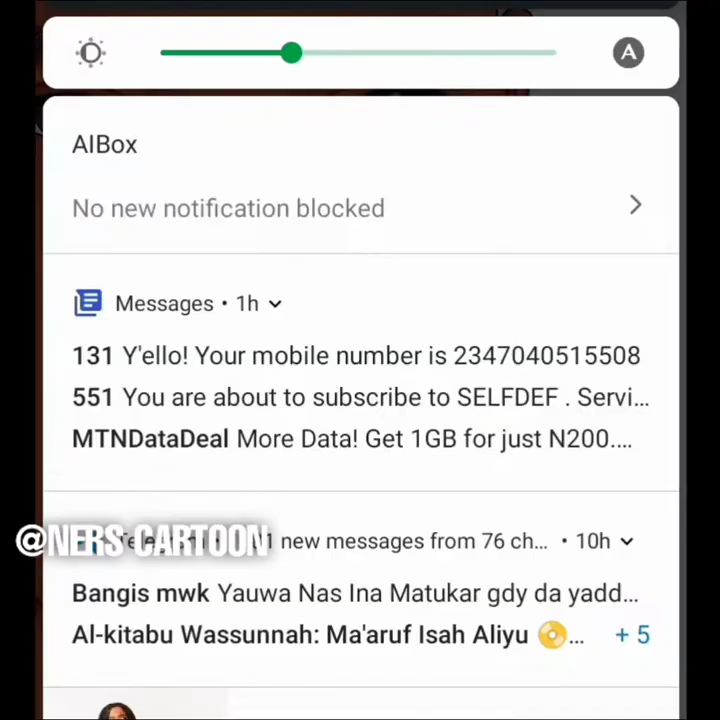 A
AIBox
No new notification blocked
Messages • 1h
131 Y'ello! Your mobile number is 2347040515508
551 You are about to subscribe to SELFDEF . Servi...
MTNDataDeal More Data! Get 1GB for just N200....
@NERS CARTOON
new messages from 76 ch... • 10h
Bangis mwk Yauwa Nas Ina Matukar gdy da yadd...
Al-kitabu Wassunnah: Ma'aruf Isah Aliyu 📀... + 5